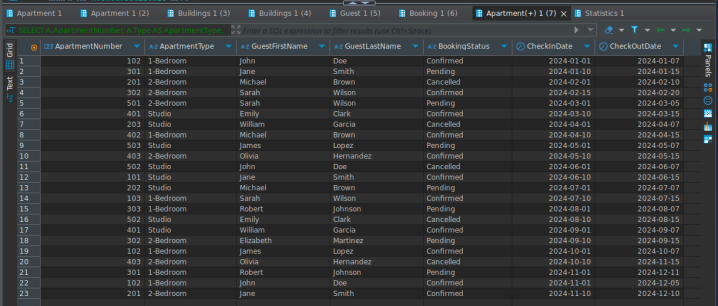 Apartment 1 Apartment 1 (2) Buildings 1 (3) Buildings 1 (4) Guest 1 (5) Booking 1 (6) Apartment(+) 1 (7) Statistics 1
SELECT A.ApartmentNumber, A.Type AS ApartmentType, Enter a SQL expression to filter results (use Ctrl+Space)
Grid
Text
Panels
ApartmentNumber ApartmentType GuestFirstName GuestLastName BookingStatus CheckInDate CheckOutDate
1 102 1-Bedroom John Doe Confirmed 2024-01-01 2024-01-07
2 301 1-Bedroom Jane Smith Pending 2024-01-10 2024-01-15
3 201 2-Bedroom Michael Brown Cancelled 2024-02-01 2024-02-10
4 302 2-Bedroom Sarah Wilson Confirmed 2024-02-15 2024-02-20
5 501 2-Bedroom Sarah Wilson Pending 2024-03-01 2024-03-05
6 401 Studio Emily Clark Confirmed 2024-03-10 2024-03-15
7 203 Studio William Garcia Cancelled 2024-04-01 2024-04-07
8 402 1-Bedroom Michael Brown Confirmed 2024-04-10 2024-04-15
9 503 Studio James Lopez Pending 2024-05-01 2024-05-07
10 403 2-Bedroom Olivia Hernandez Confirmed 2024-05-10 2024-05-15
11 502 Studio John Doe Cancelled 2024-06-01 2024-06-07
12 101 Studio Jane Smith Confirmed 2024-06-10 2024-06-15
13 202 Studio Michael Brown Pending 2024-07-01 2024-07-07
14 103 1-Bedroom Sarah Wilson Confirmed 2024-07-10 2024-07-15
15 303 1-Bedroom Robert Johnson Pending 2024-08-01 2024-08-07
16 502 Studio Emily Clark Cancelled 2024-08-10 2024-08-15
17 401 Studio William Garcia Confirmed 2024-09-01 2024-09-07
18 302 2-Bedroom Elizabeth Martinez Pending 2024-09-10 2024-09-15
19 102 1-Bedroom James Lopez Confirmed 2024-10-01 2024-10-07
20 403 2-Bedroom Olivia Hernandez Cancelled 2024-10-10 2024-11-15
21 301 1-Bedroom Robert Johnson Pending 2024-11-01 2024-12-11
22 102 1-Bedroom John Doe Confirmed 2024-11-01 2024-12-05
23 201 2-Bedroom Jane Smith Confirmed 2024-11-10 2024-12-10